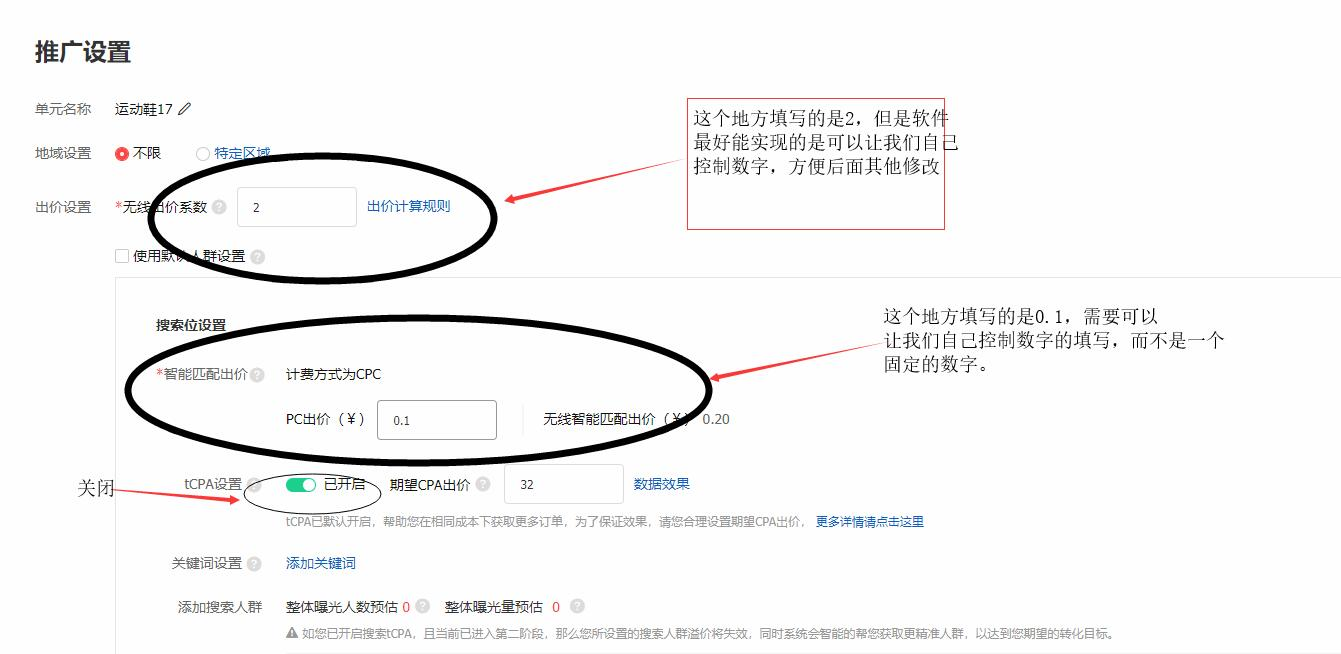 推广设置
单元名称 运动鞋17
地域设置 不限 特定区域
这个地方填写的是2，但是软件
最好能实现的是可以让我们自己
控制数字，方便后面其他修改
出价设置 *无线出价系数 ? 2 出价计算规则
使用默认人群设置 ?
搜索位设置
这个地方填写的是0.1，需要可以
让我们自己控制数字的填写，而不是一个
固定的数字。
*智能匹配出价 ? 计费方式为CPC
PC出价（￥） 0.1 无线智能匹配出价（￥） 0.20
关闭
tCPA设置 ? 已开启 期望CPA出价 ? 32 数据效果
tCPA已默认开启，帮助您在相同成本下获取更多订单，为了保证效果，请您合理设置期望CPA出价， 更多详情请点击这里
关键词设置 ? 添加关键词
添加搜索人群 整体曝光人数预估 0 ? 整体曝光量预估 0 ?
如您已开启搜索tCPA，且当前已进入第二阶段，那么您所设置的搜索人群溢价将失效，同时系统会智能的帮您获取更精准人群，以达到您期望的转化目标。